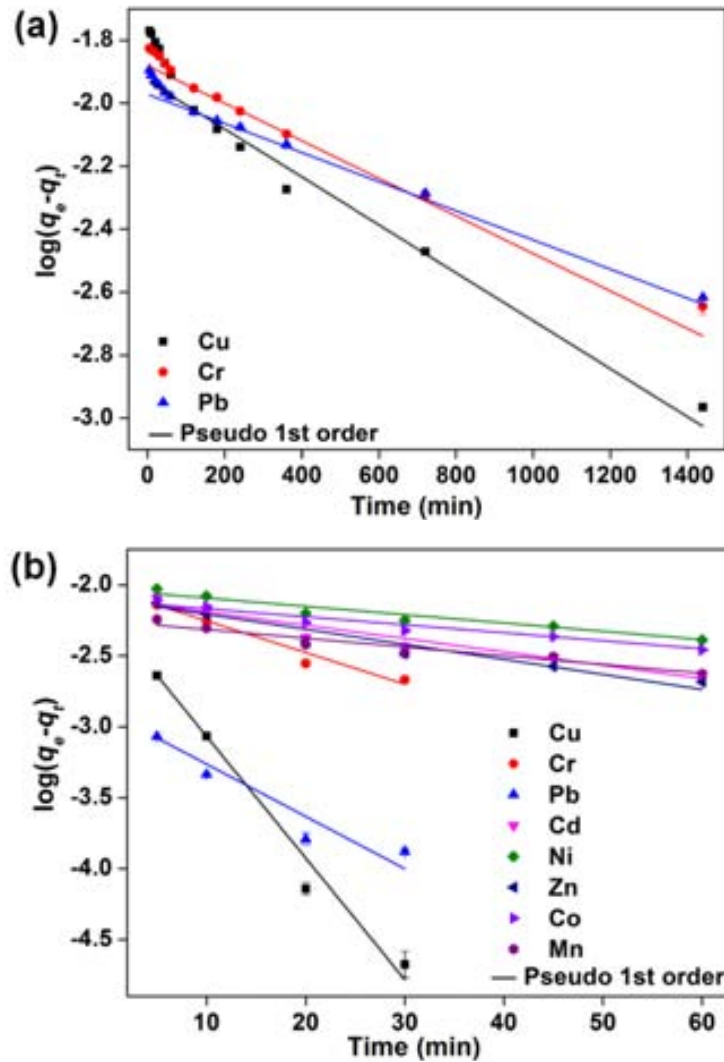 (a)
-1.8
-2.0
-2.2
-2.4
-2.6
-2.8
-3.0
log(qe-qt)
Cu
Cr
Pb
Pseudo 1st order
0 200 400 600 800 1000 1200 1400
Time (min)
(b)
-2.0
-2.5
-3.0
-3.5
-4.0
-4.5
log(qe-qt)
Cu
Cr
Pb
Cd
Ni
Zn
Co
Mn
Pseudo 1st order
10 20 30 40 50 60
Time (min)